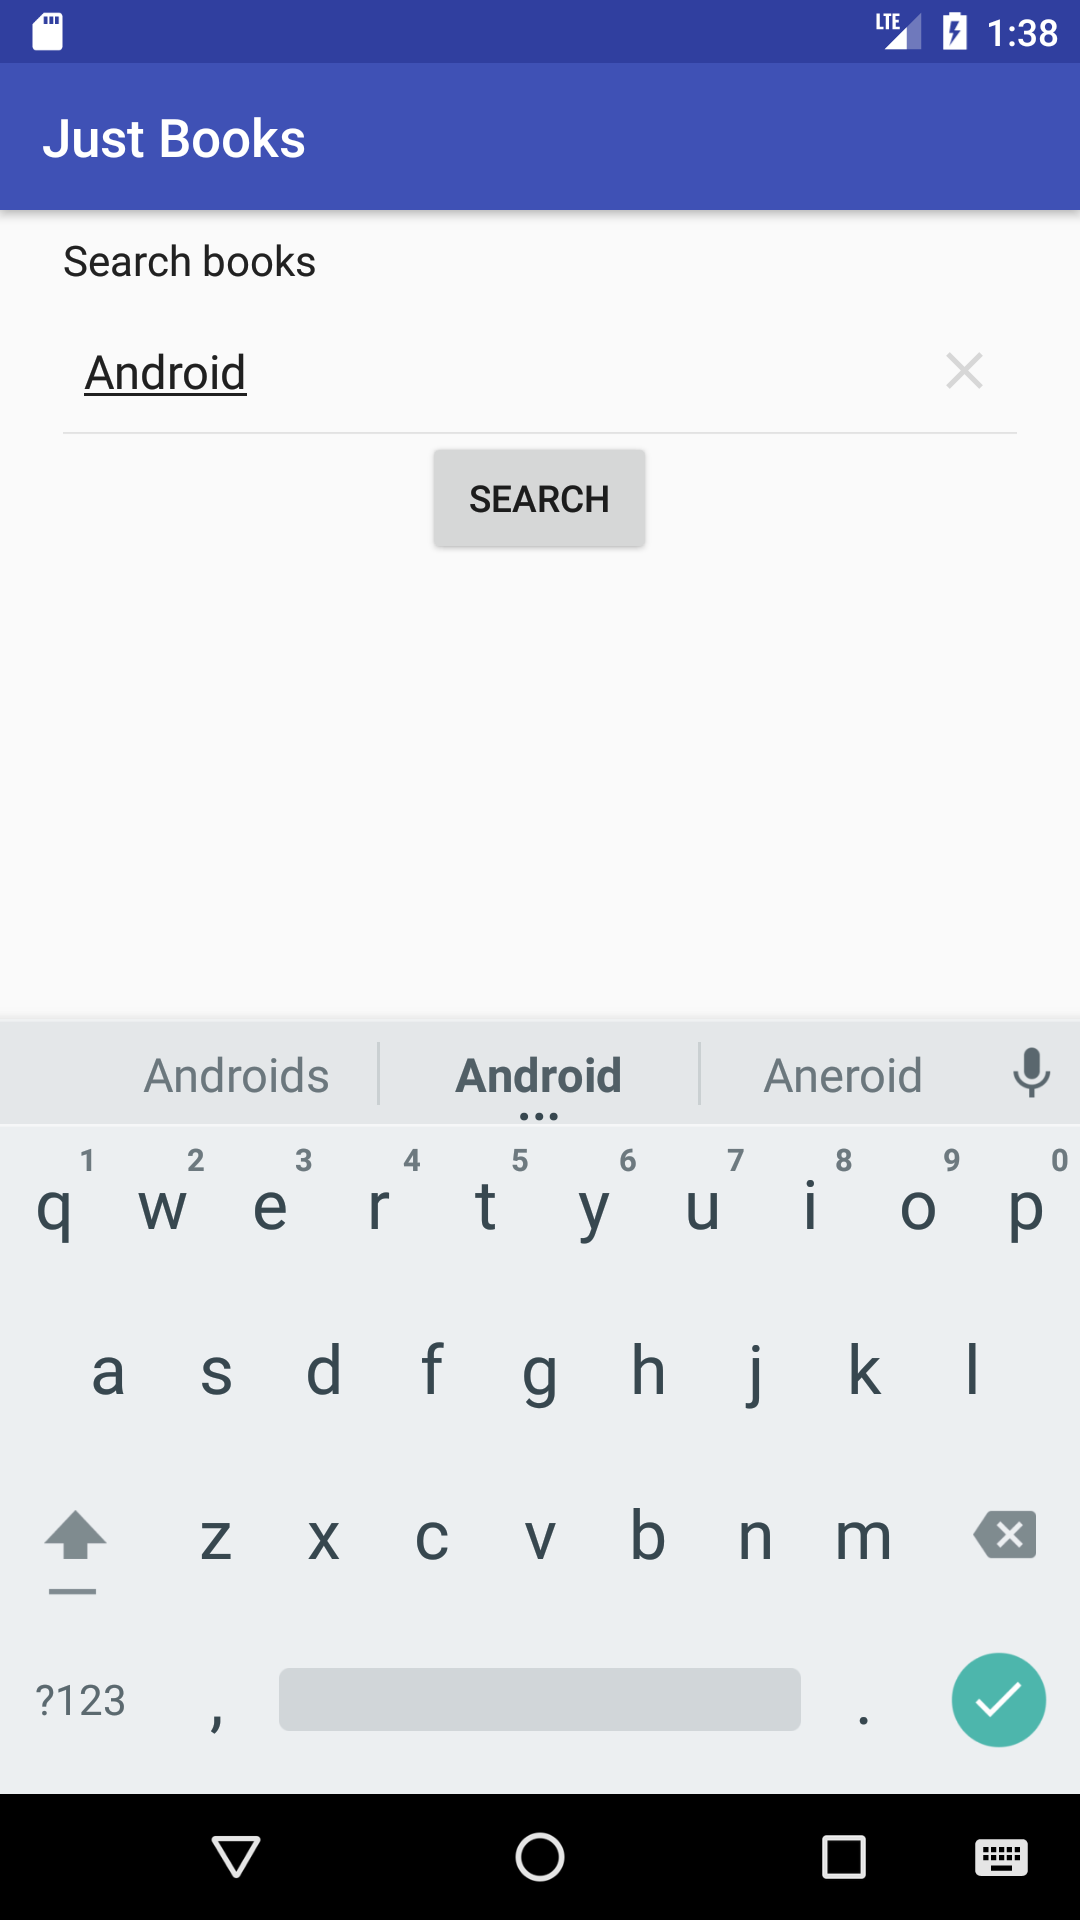 LTE 1:38
Just Books
Search books
Android
SEARCH
Androids Android Aneroid
1 2 3 4 5 6 7 8 9 0
q w e r t y u i o p
a s d f g h j k l
z x c v b n m
?123 , .